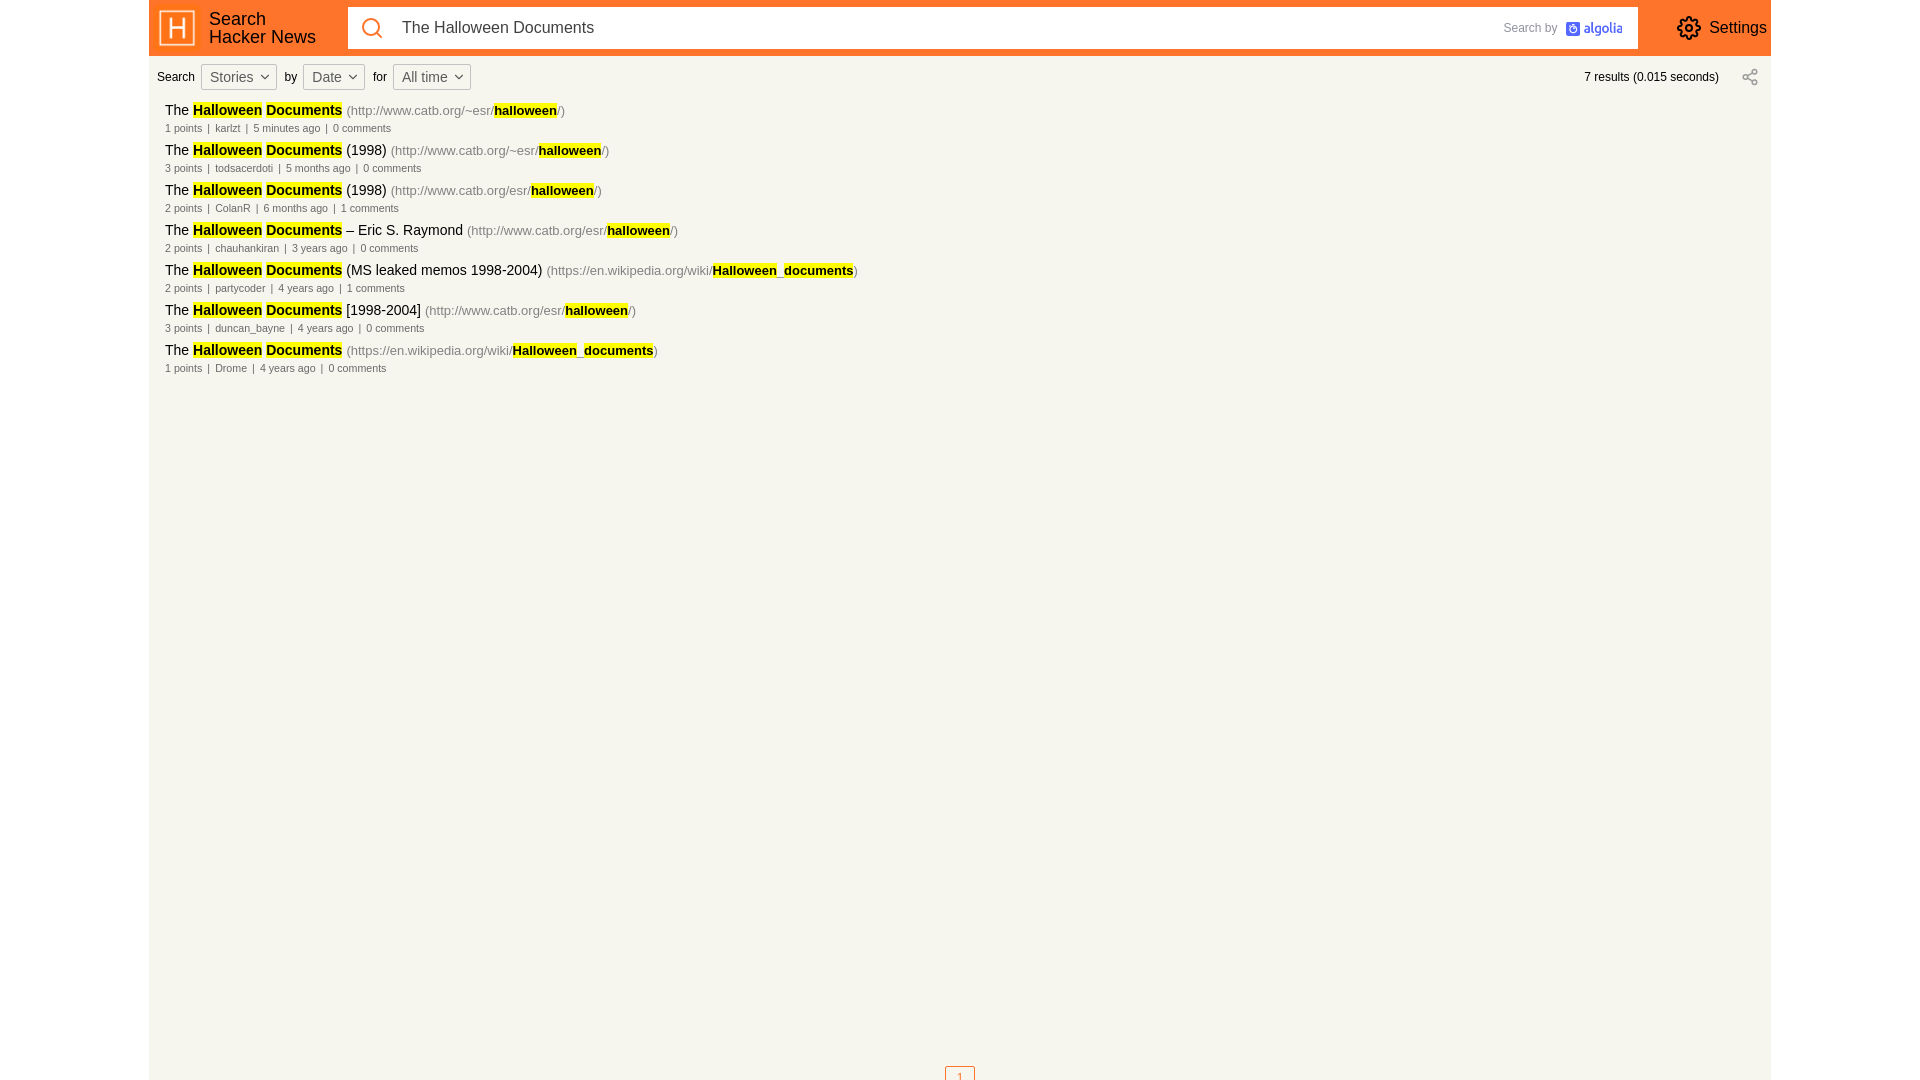 H
Search
Hacker News
The Halloween Documents
Search by algolia
Settings
Search Stories by Date for All time
7 results (0.015 seconds)
The Halloween Documents (http://www.catb.org/~esr/halloween/)
1 points | karlzt | 5 minutes ago | 0 comments
The Halloween Documents (1998) (http://www.catb.org/~esr/halloween/)
3 points | todsacerdoti | 5 months ago | 0 comments
The Halloween Documents (1998) (http://www.catb.org/esr/halloween/)
2 points | ColanR | 6 months ago | 1 comments
The Halloween Documents – Eric S. Raymond (http://www.catb.org/esr/halloween/)
2 points | chauhankiran | 3 years ago | 0 comments
The Halloween Documents (MS leaked memos 1998-2004) (https://en.wikipedia.org/wiki/Halloween_documents)
2 points | partycoder | 4 years ago | 1 comments
The Halloween Documents [1998-2004] (http://www.catb.org/esr/halloween/)
3 points | duncan_bayne | 4 years ago | 0 comments
The Halloween Documents (https://en.wikipedia.org/wiki/Halloween_documents)
1 points | Drome | 4 years ago | 0 comments
1